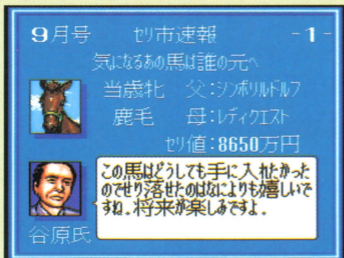 9月号 セリ市速報 -1-
気になるあの馬は誰の元へ
当歳牝 父:シンボリルドルフ
鹿毛 母:レディクエスト
セリ値:8650万円
この馬はどうしても手に入れたかった
のでせり落せたのはなによりも嬉しいで
すね。将来が楽しみですよ.
谷原氏